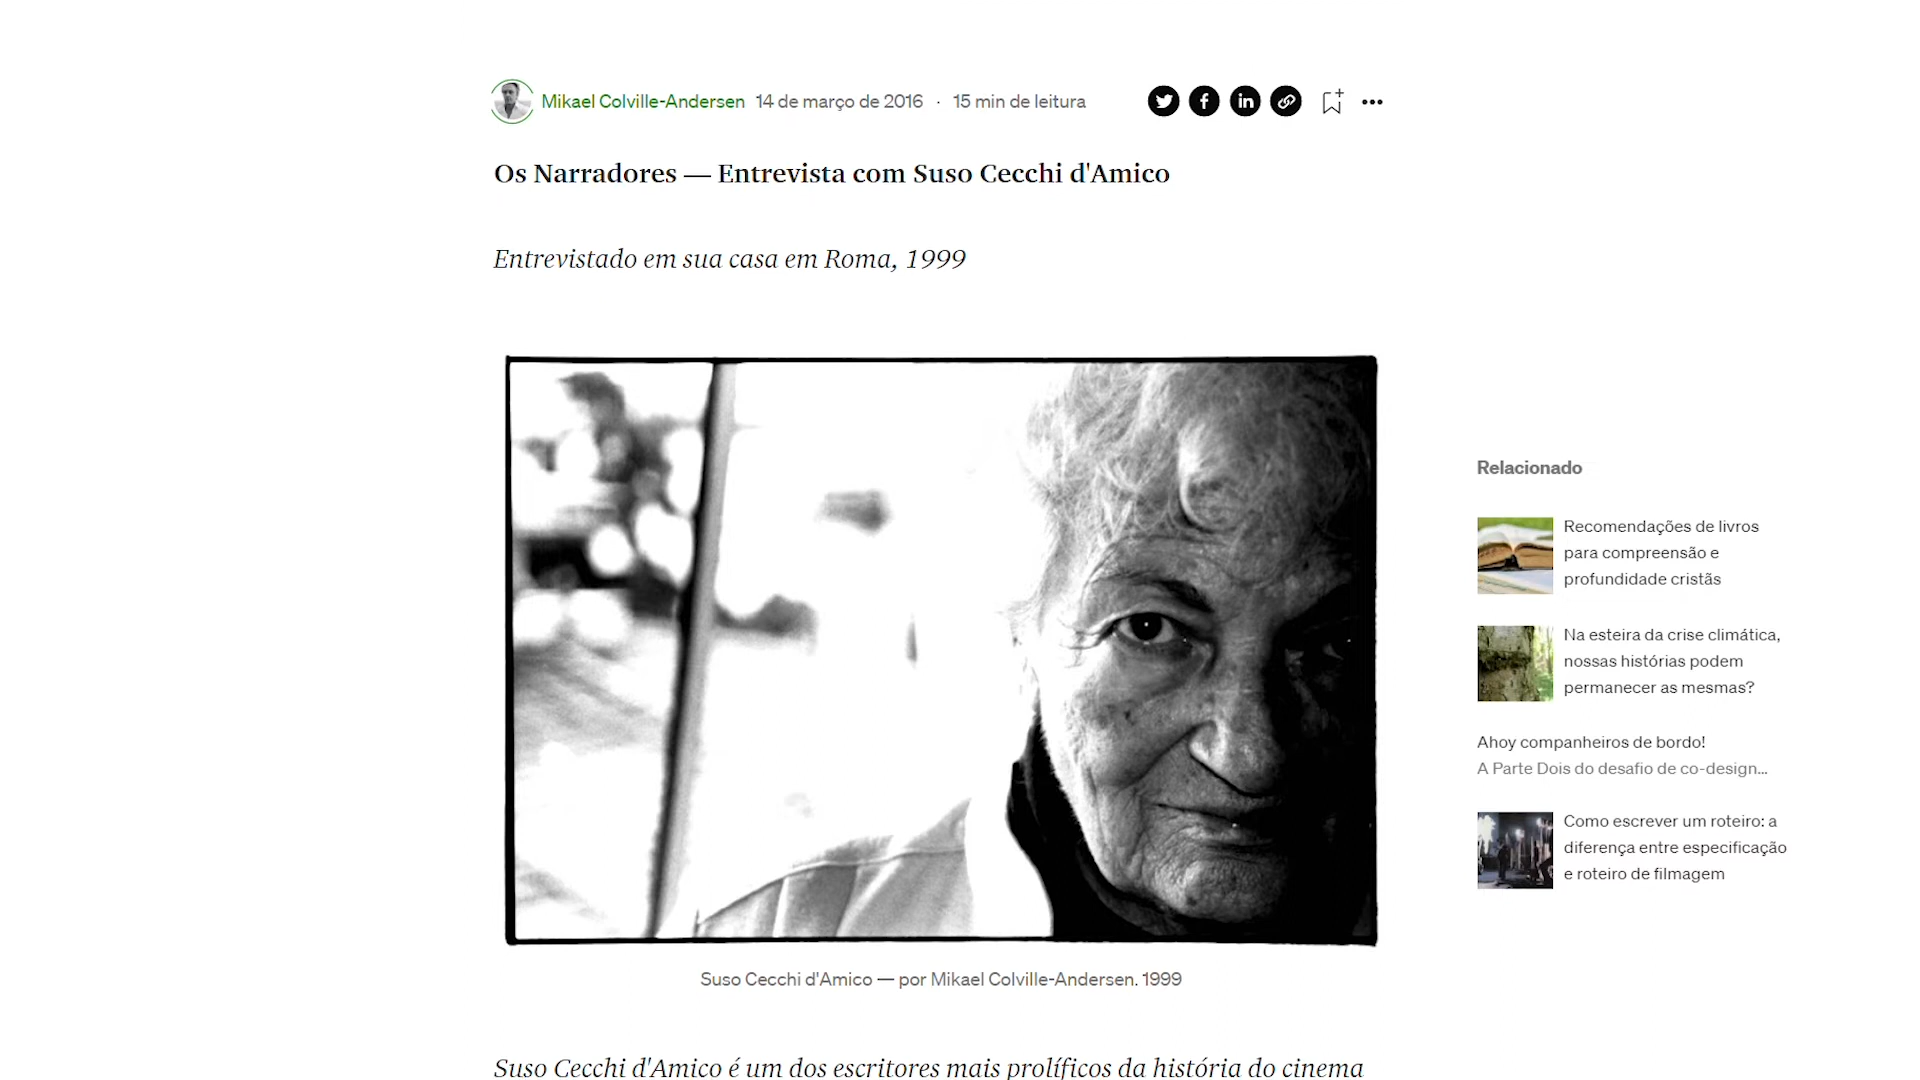 Mikael Colville-Andersen 14 de março de 2016 · 15 min de leitura
Os Narradores — Entrevista com Suso Cecchi d'Amico
Entrevistado em sua casa em Roma, 1999
Suso Cecchi d'Amico — por Mikael Colville-Andersen. 1999
Suso Cecchi d'Amico é um dos escritores mais prolíficos da história do cinema
Relacionado
Recomendações de livros
para compreensão e
profundidade cristãs
Na esteira da crise climática,
nossas histórias podem
permanecer as mesmas?
Ahoy companheiros de bordo!
A Parte Dois do desafio de co-design...
Como escrever um roteiro: a
diferença entre especificação
e roteiro de filmagem